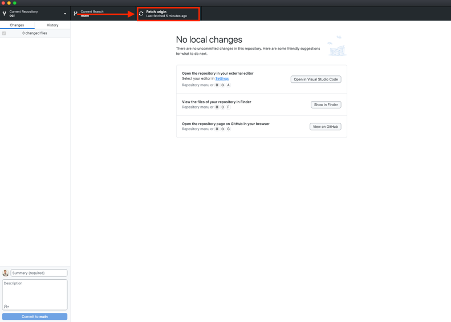 Current Repository
Current Branch
Fetch origin
Last fetched 5 minutes ago
Changes
History
0 changed files
No local changes
There are no uncommitted changes in this repository. Here are some friendly suggestions
for what to do next.
Open the repository in your external editor
Select your editor in Settings
Repository menu or ⌘ ⇧ A
Open in Visual Studio Code
View the files of your repository in Finder
Repository menu or ⌘ ⇧ F
Show in Finder
Open the repository page on GitHub in your browser
Repository menu or ⌘ ⇧ G
View on GitHub
Summary (required)
Description
Commit to main